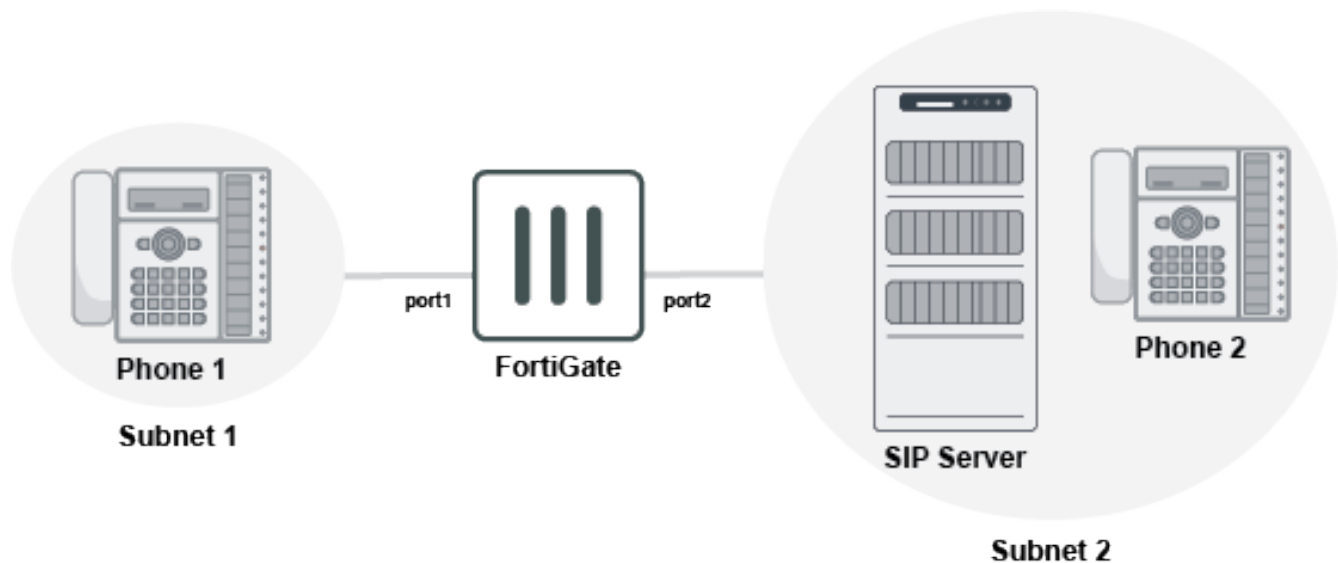 port1
port2
Phone 1
FortiGate
Phone 2
Subnet 1
SIP Server
Subnet 2